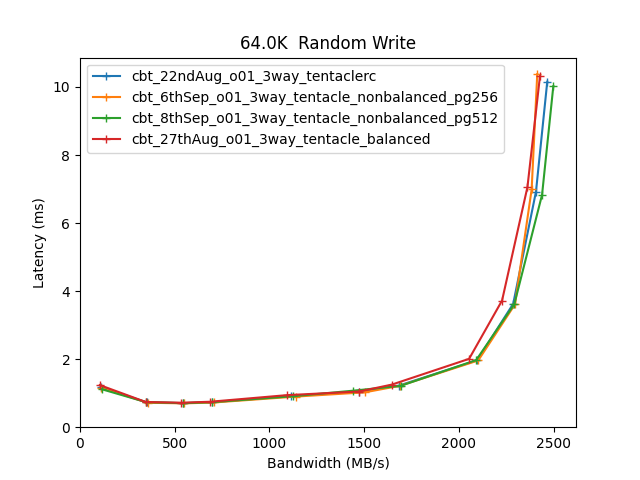 64.0K  Random Write
cbt_22ndAug_o01_3way_tentaclerc
cbt_6thSep_o01_3way_tentacle_nonbalanced_pg256
cbt_8thSep_o01_3way_tentacle_nonbalanced_pg512
cbt_27thAug_o01_3way_tentacle_balanced
10
8
6
4
2
0
Latency (ms)
0 500 1000 1500 2000 2500
Bandwidth (MB/s)